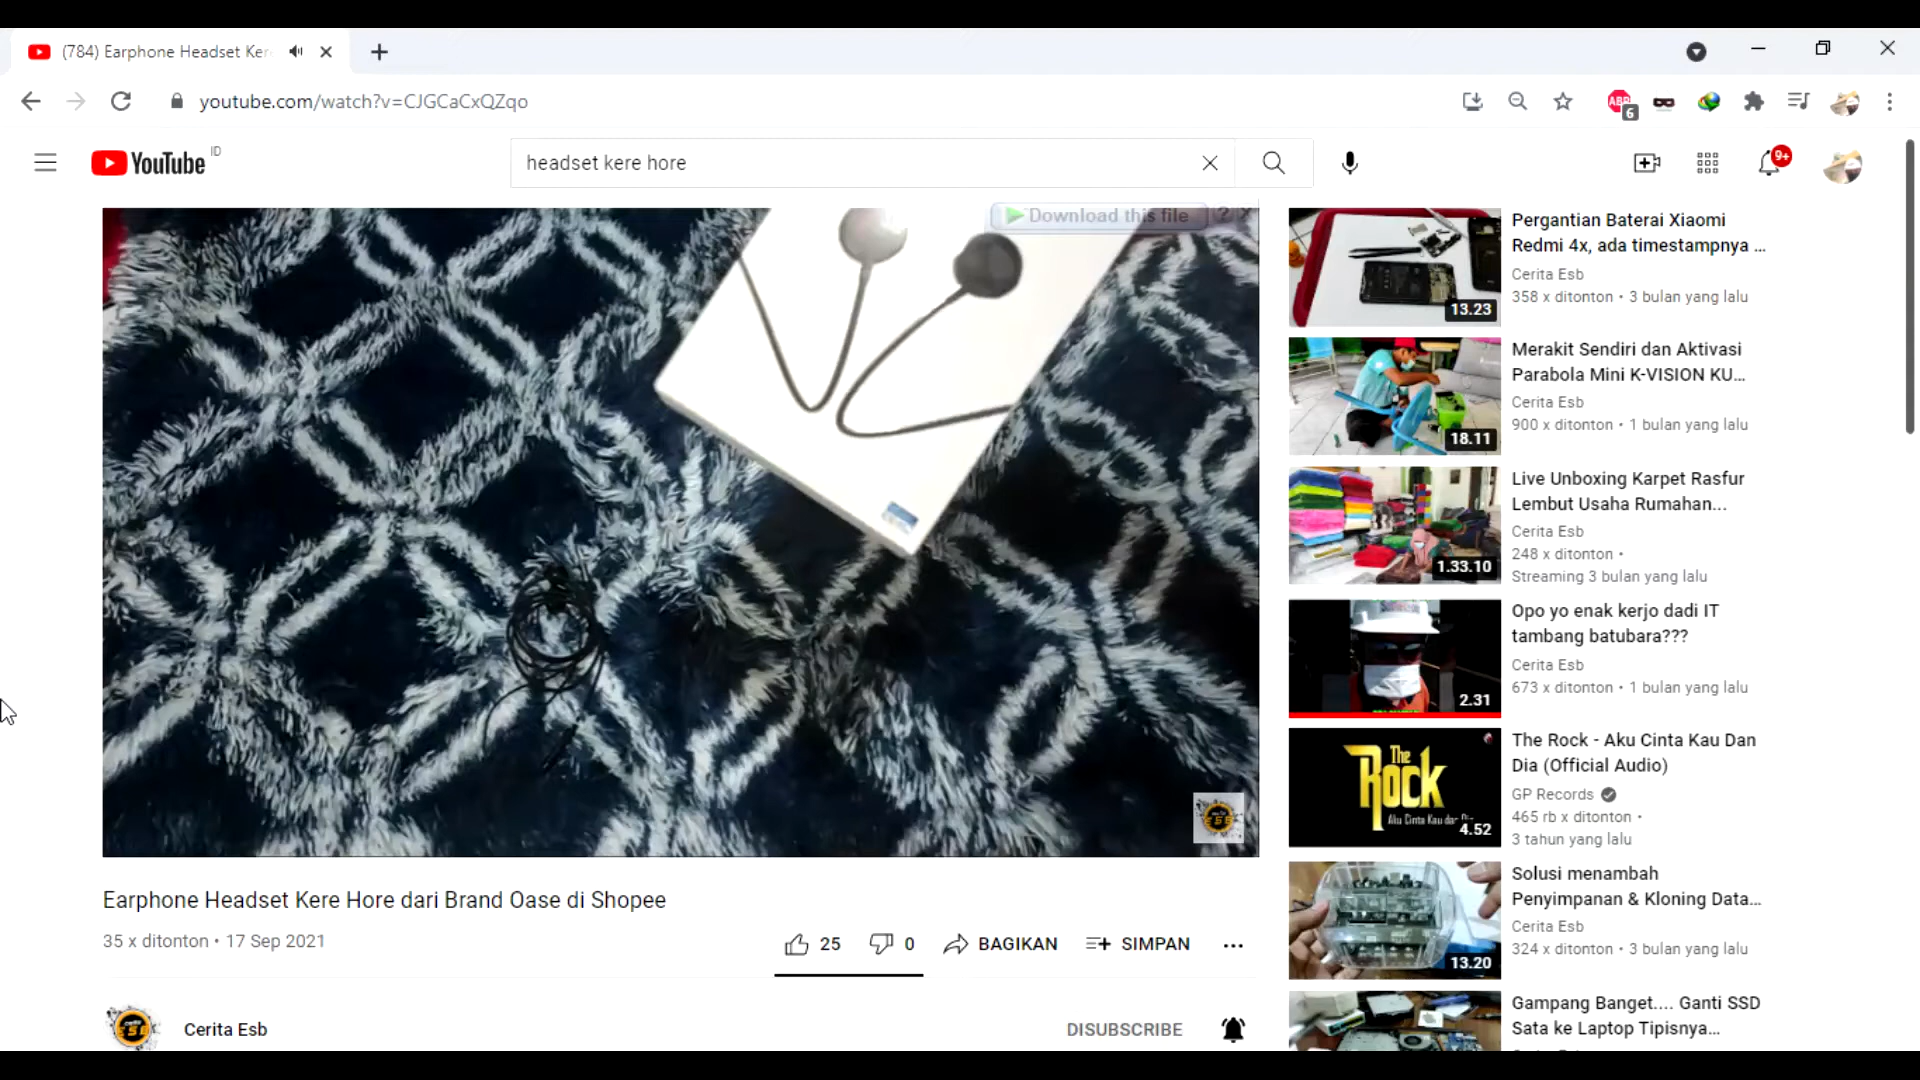 (784) Earphone Headset Ker
youtube.com/watch?v=CJGCaCxQZqo
ABP
6
YouTube ID
headset kere hore
9+
Download this file ? X
Earphone Headset Kere Hore dari Brand Oase di Shopee
35 x ditonton • 17 Sep 2021
25
0
BAGIKAN
SIMPAN
Cerita Esb
DISUBSCRIBE
Pergantian Baterai Xiaomi
Redmi 4x, ada timestampnya ...
Cerita Esb
358 x ditonton • 3 bulan yang lalu
13.23
Merakit Sendiri dan Aktivasi
Parabola Mini K-VISION KU...
Cerita Esb
900 x ditonton • 1 bulan yang lalu
18.11
Live Unboxing Karpet Rasfur
Lembut Usaha Rumahan...
Cerita Esb
248 x ditonton •
Streaming 3 bulan yang lalu
1.33.10
Opo yo enak kerjo dadi IT
tambang batubara???
Cerita Esb
673 x ditonton • 1 bulan yang lalu
2.31
The Rock - Aku Cinta Kau Dan
Dia (Official Audio)
GP Records
465 rb x ditonton •
3 tahun yang lalu
The
Rock
Aku Cinta Kau dan
4.52
Solusi menambah
Penyimpanan & Kloning Data...
Cerita Esb
324 x ditonton • 3 bulan yang lalu
13.20
Gampang Banget.... Ganti SSD
Sata ke Laptop Tipisnya...